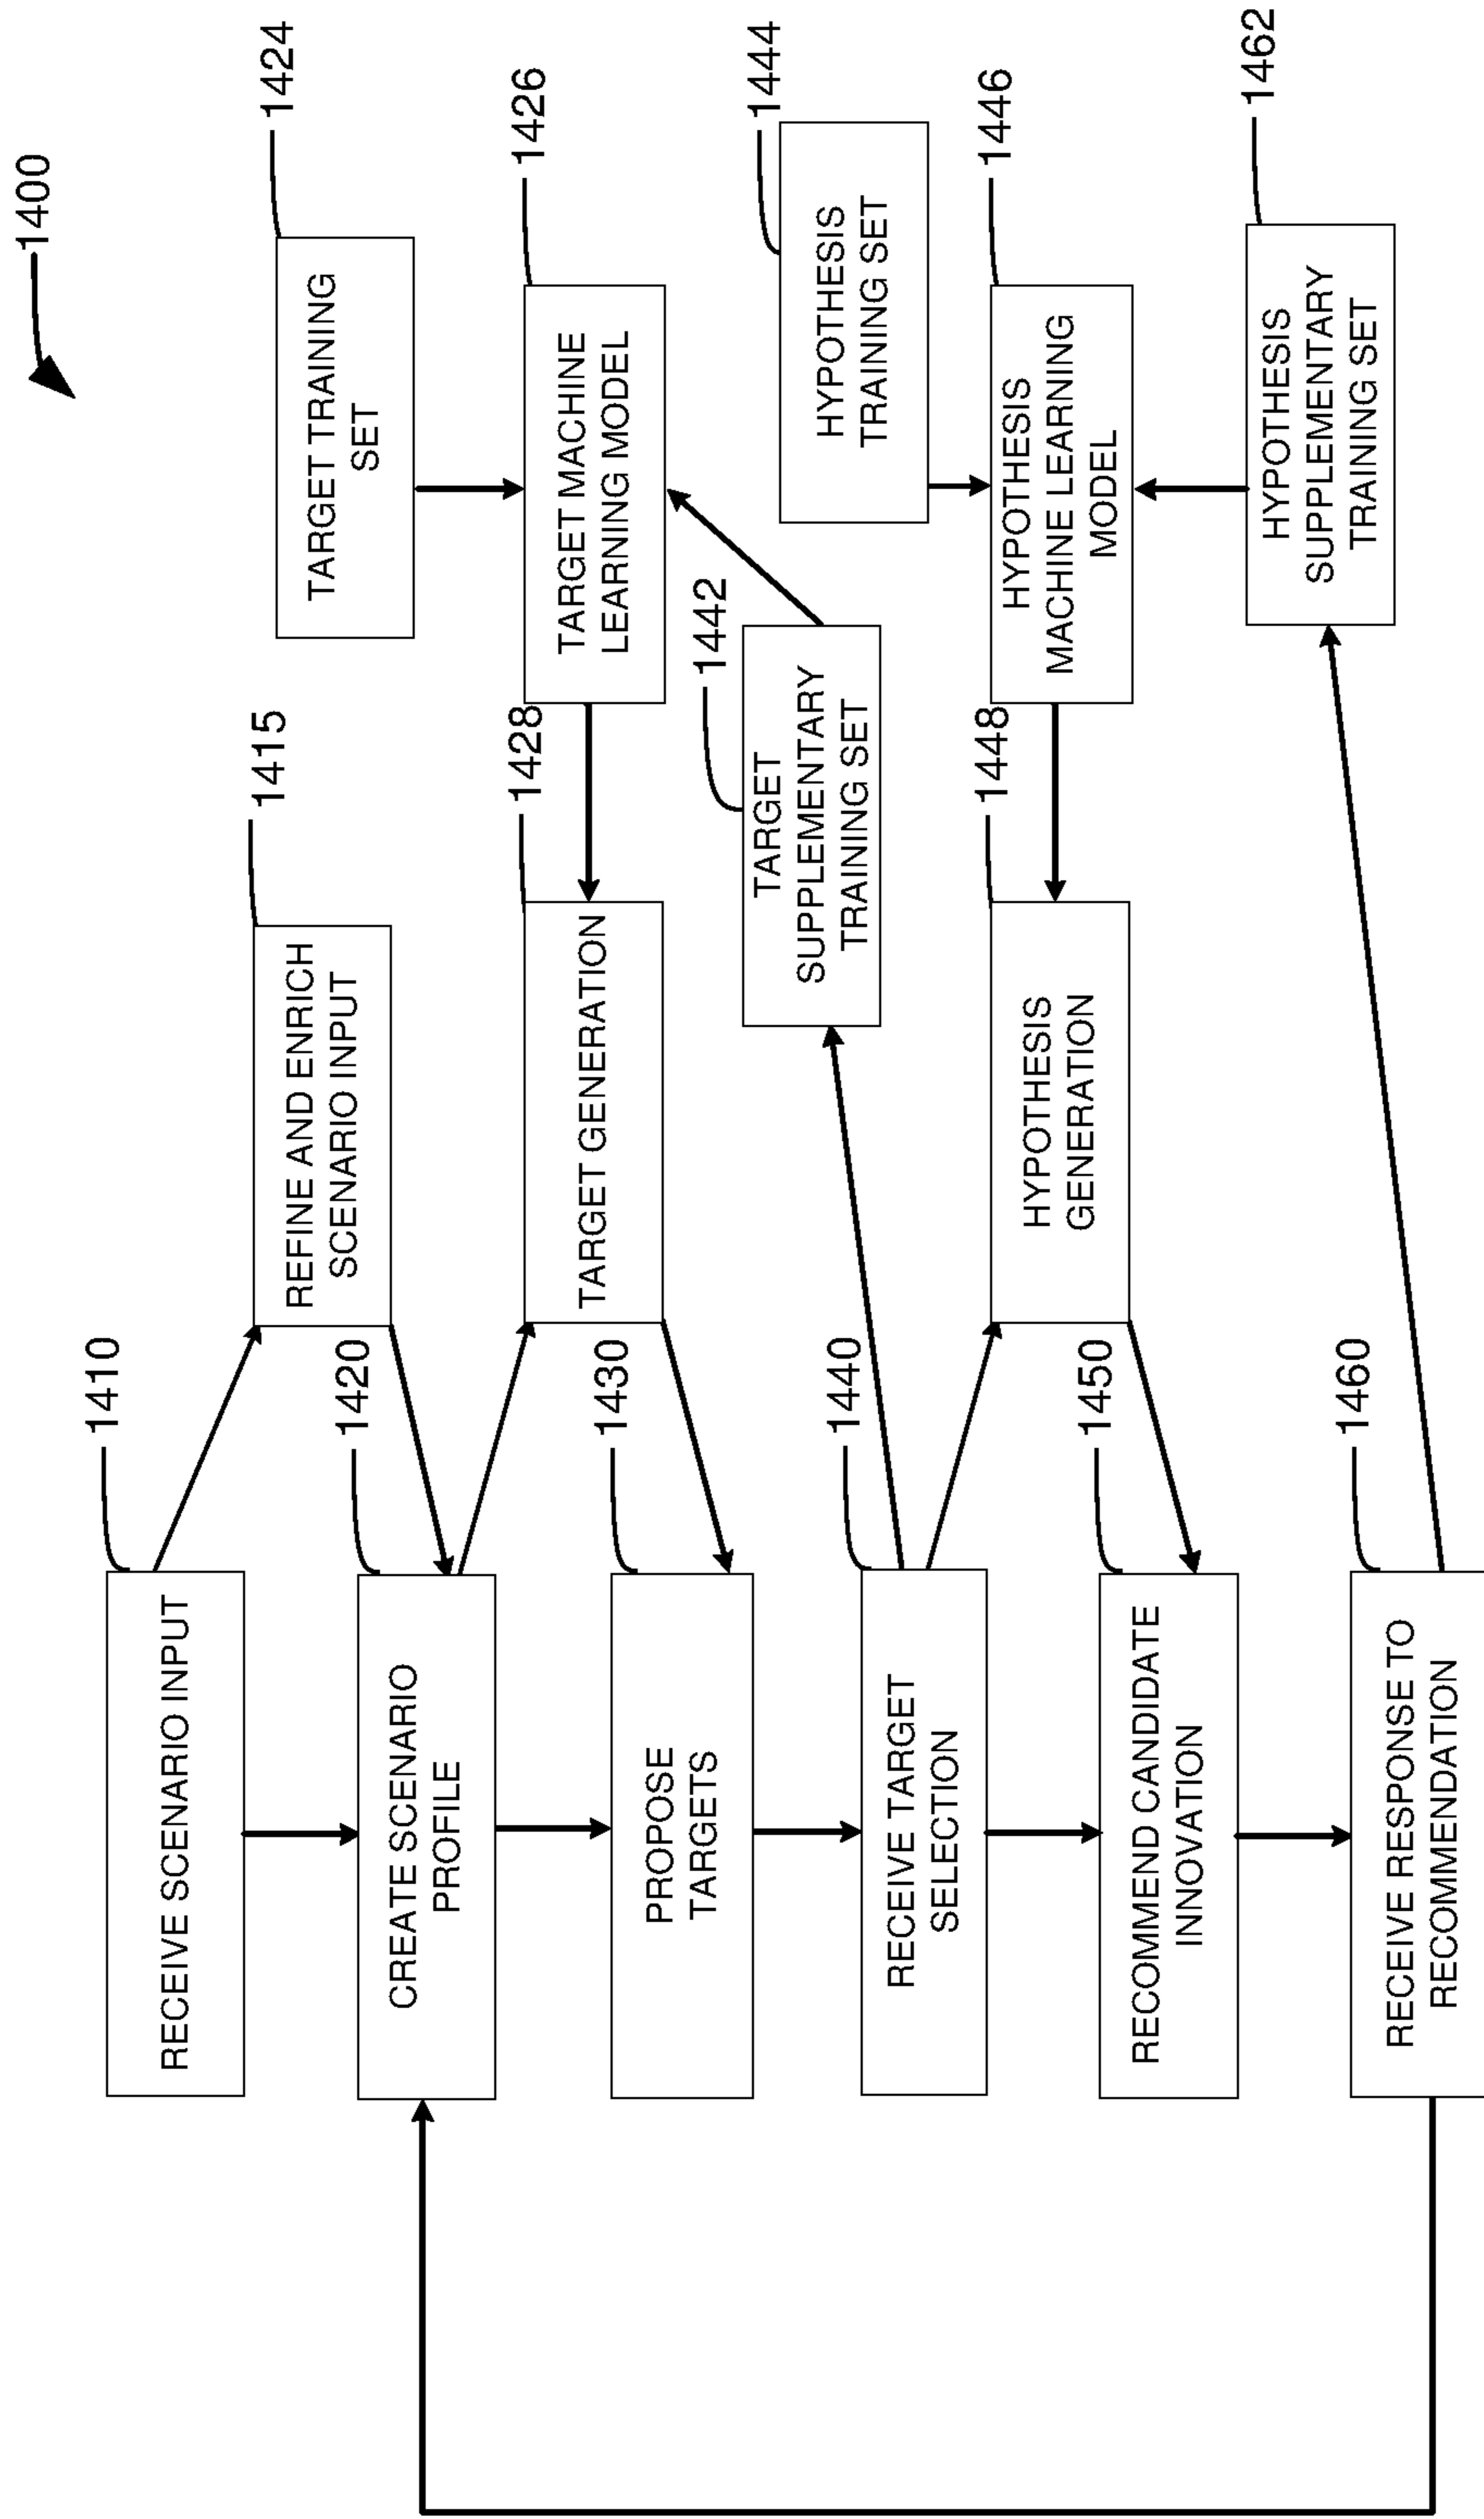 1400
1410
RECEIVE SCENARIO INPUT
1415
REFINE AND ENRICH
SCENARIO INPUT
1420
CREATE SCENARIO
PROFILE
1424
TARGET TRAINING
SET
1426
TARGET MACHINE
LEARNING MODEL
1428
TARGET GENERATION
1430
PROPOSE
TARGETS
1440
RECEIVE TARGET
SELECTION
1442
TARGET
SUPPLEMENTARY
TRAINING SET
1444
HYPOTHESIS
TRAINING SET
1446
HYPOTHESIS
MACHINE LEARNING
MODEL
1448
HYPOTHESIS
GENERATION
1450
RECOMMEND CANDIDATE
INNOVATION
1460
RECEIVE RESPONSE TO
RECOMMENDATION
1462
HYPOTHESIS
SUPPLEMENTARY
TRAINING SET